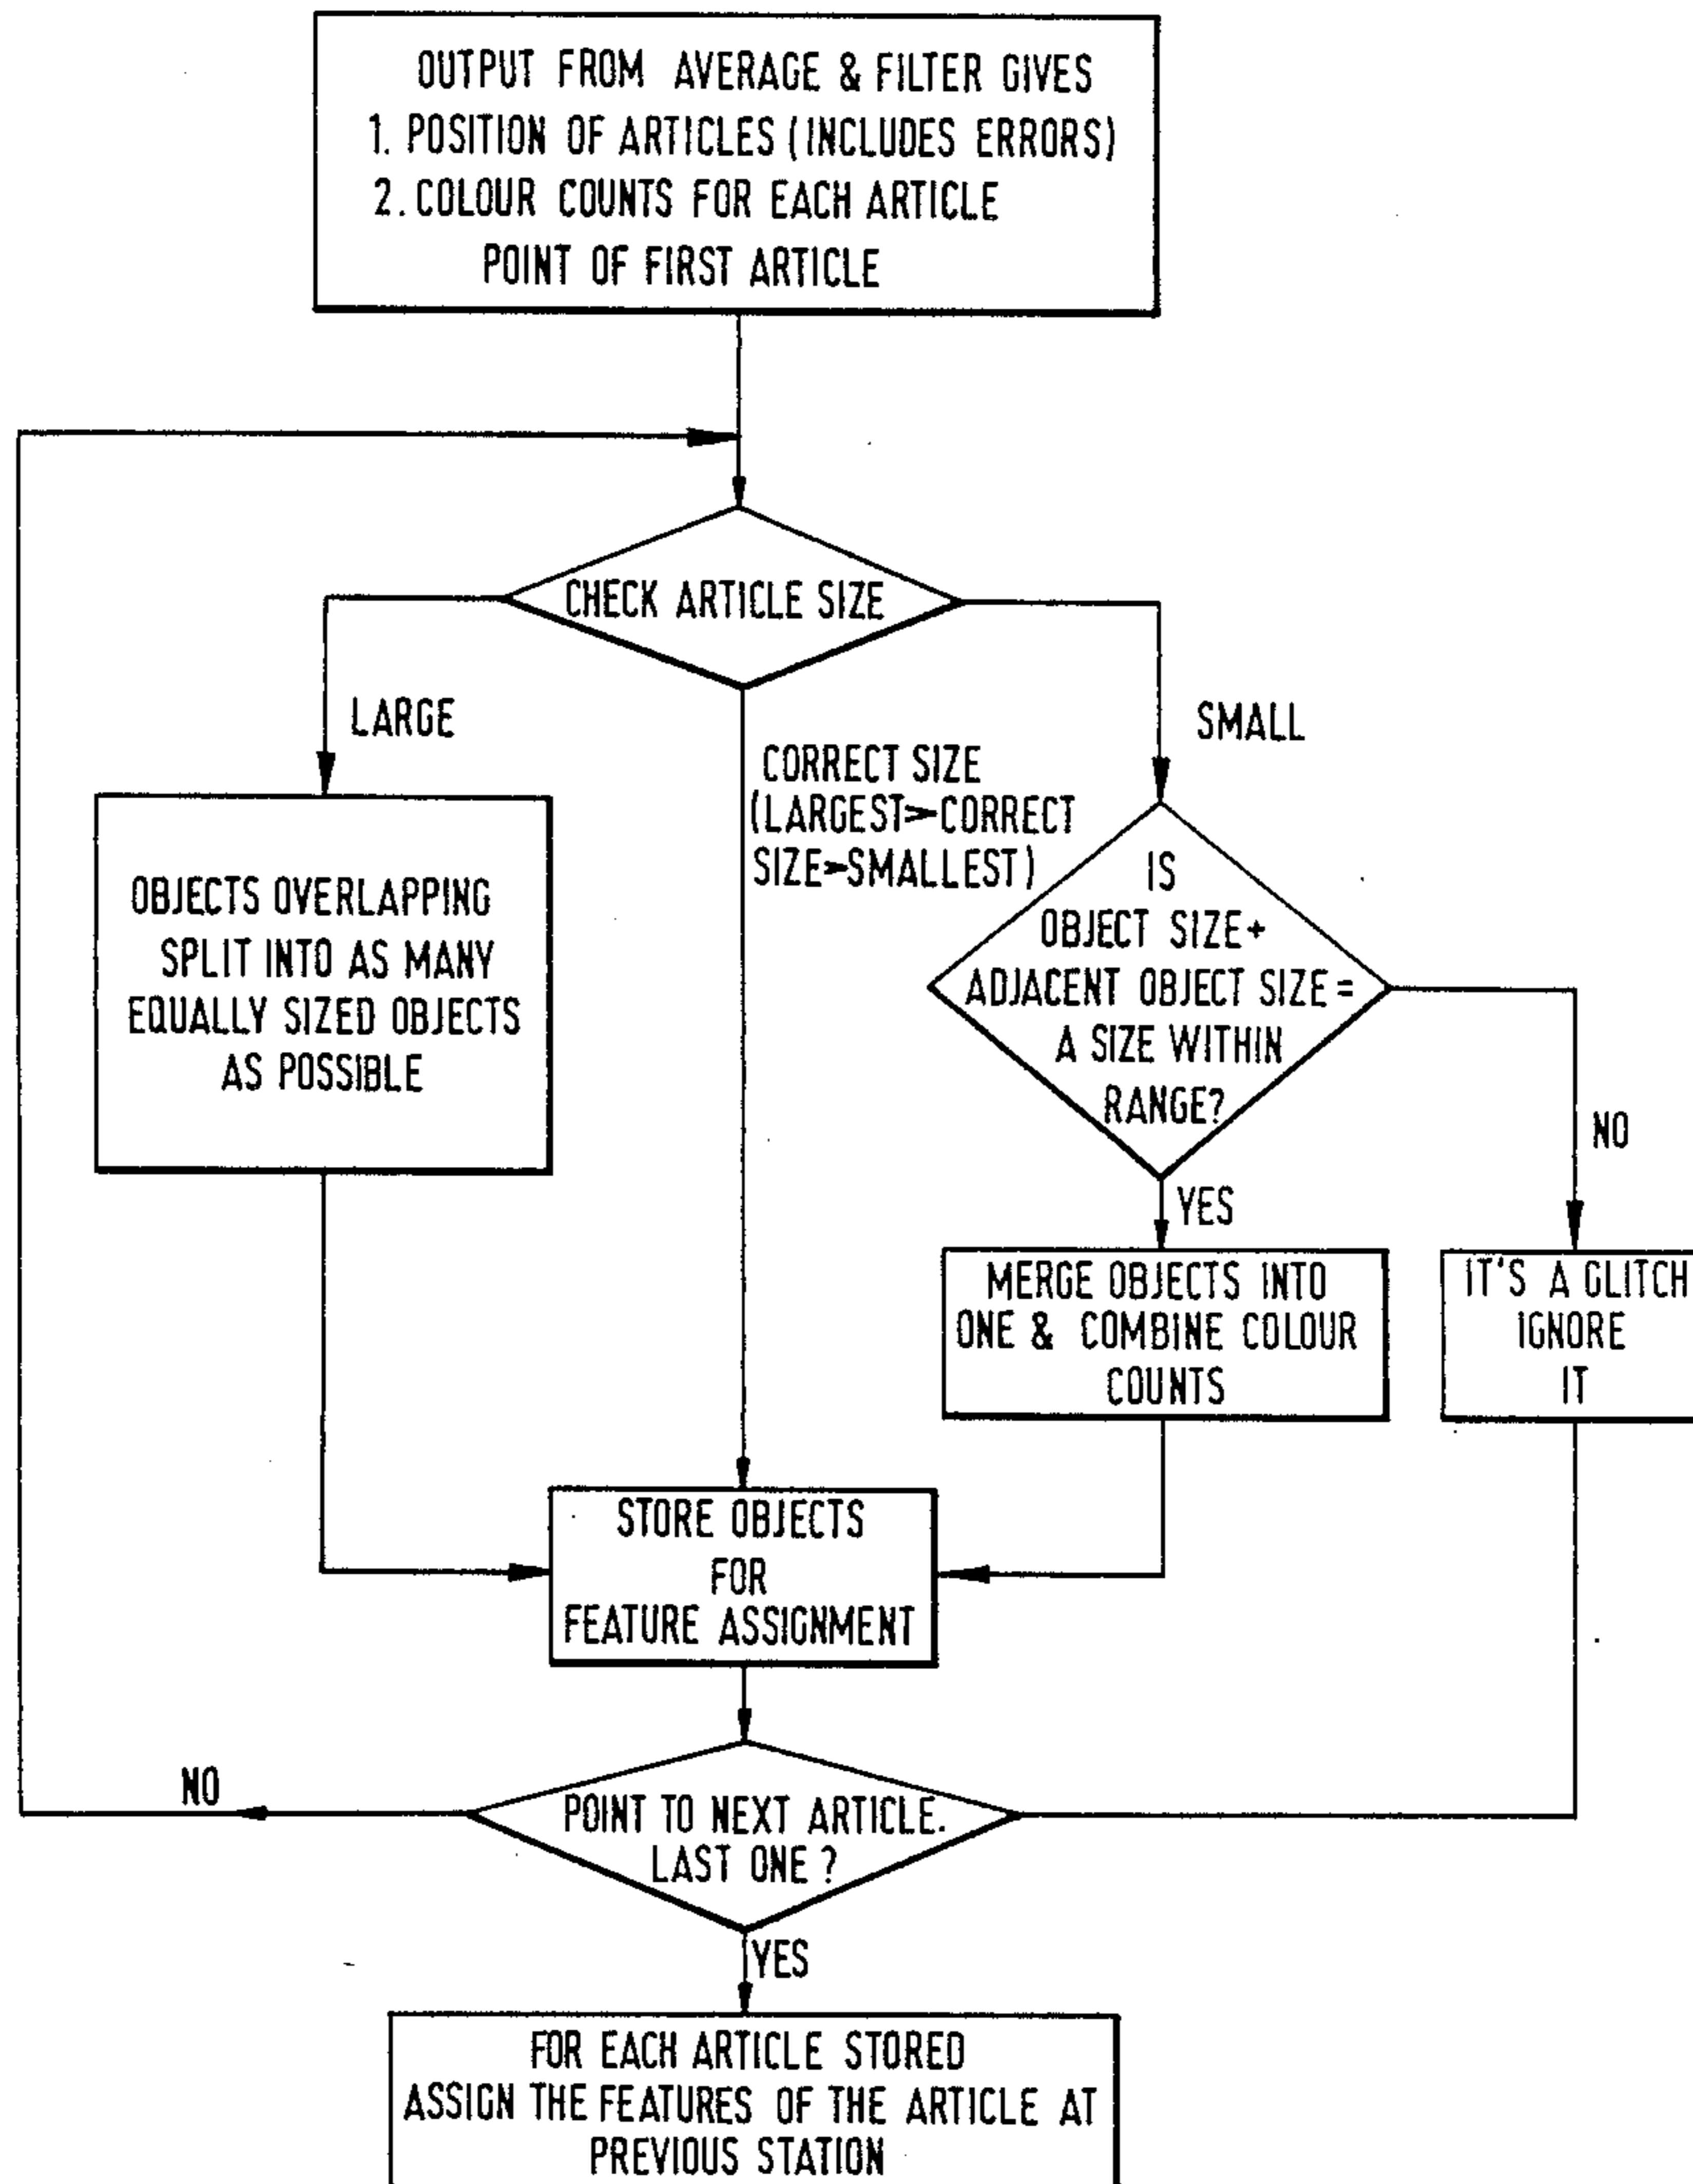 OUTPUT FROM AVERAGE & FILTER GIVES
1. POSITION OF ARTICLES (INCLUDES ERRORS)
2. COLOUR COUNTS FOR EACH ARTICLE
POINT OF FIRST ARTICLE
CHECK ARTICLE SIZE
LARGE
SMALL
CORRECT SIZE
(LARGEST>CORRECT
SIZE>SMALLEST)
OBJECTS OVERLAPPING
SPLIT INTO AS MANY
EQUALLY SIZED OBJECTS
AS POSSIBLE
IS
OBJECT SIZE+
ADJACENT OBJECT SIZE =
A SIZE WITHIN
RANGE?
NO
YES
MERGE OBJECTS INTO
ONE & COMBINE COLOUR
COUNTS
IT'S A GLITCH
IGNORE
IT
STORE OBJECTS
FOR
FEATURE ASSIGNMENT
NO
POINT TO NEXT ARTICLE.
LAST ONE ?
YES
FOR EACH ARTICLE STORED
ASSIGN THE FEATURES OF THE ARTICLE AT
PREVIOUS STATION